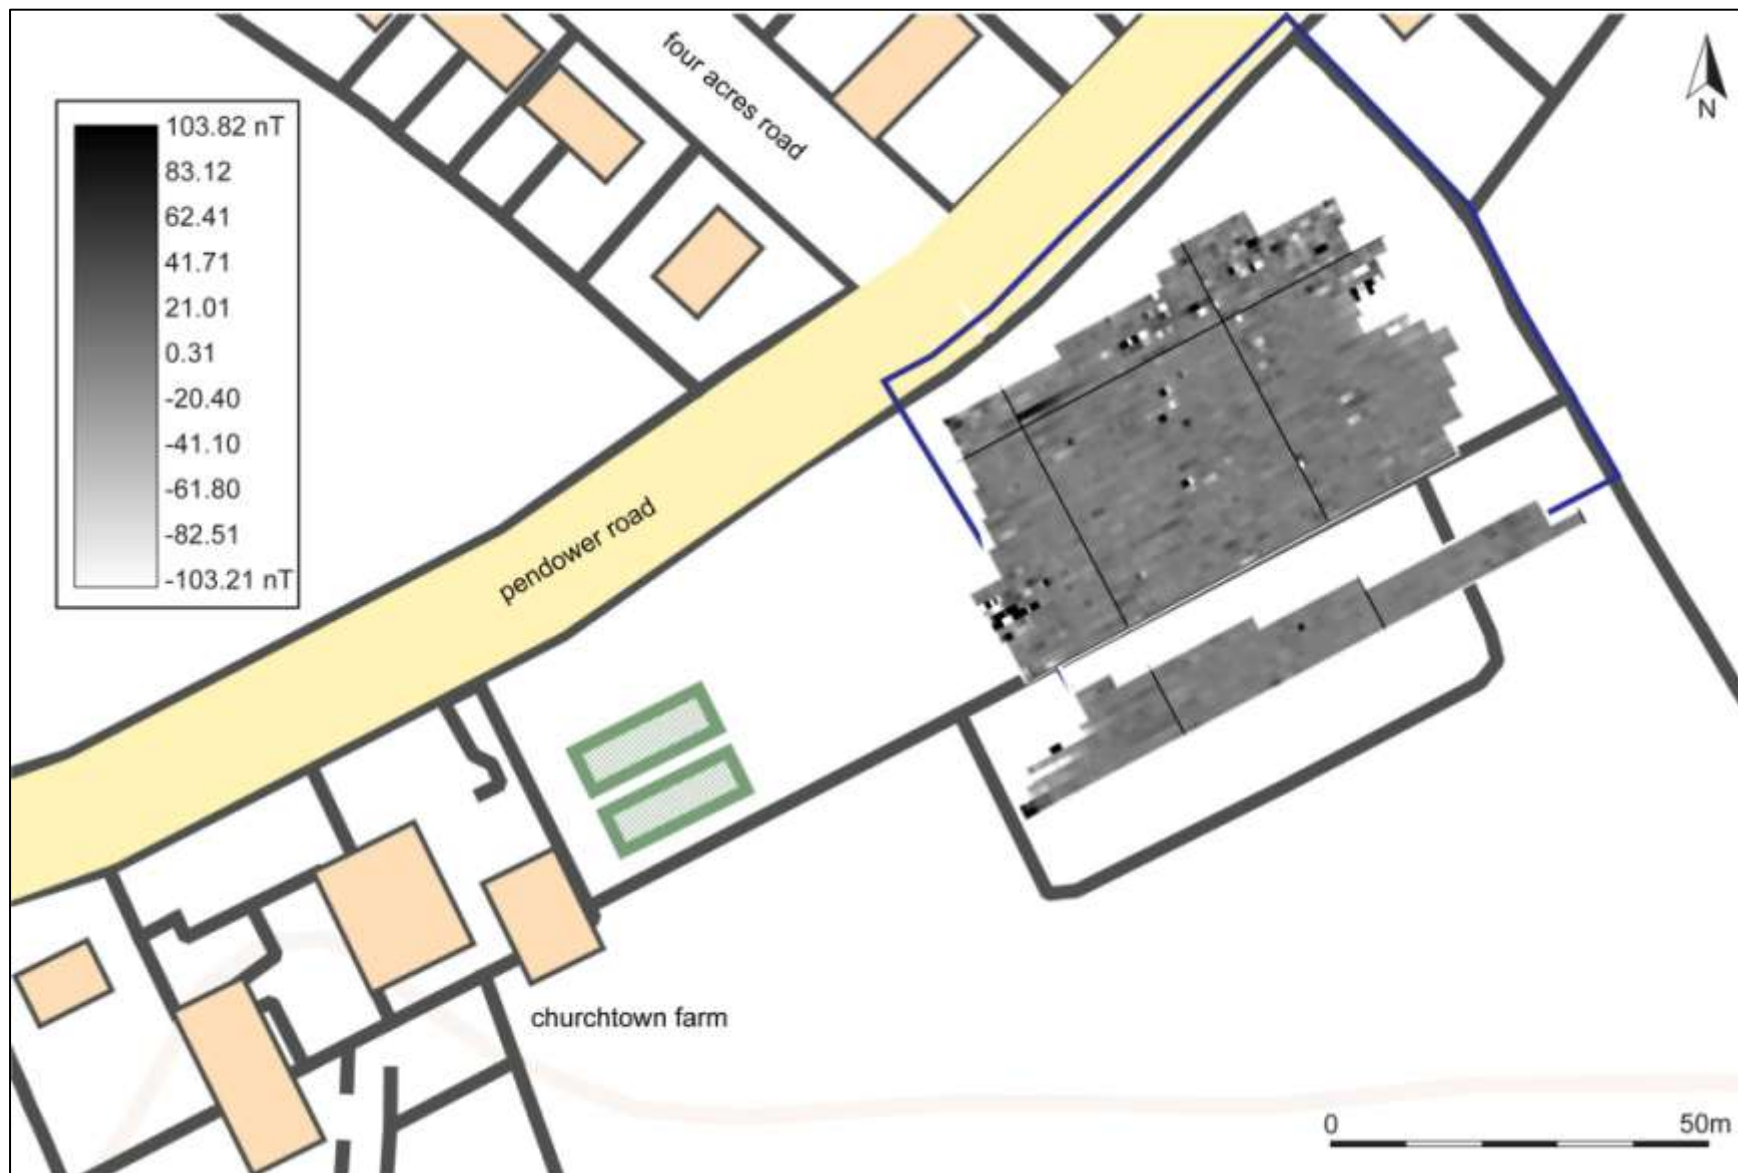 four acres road
N
103.82 nT
83.12
62.41
41.71
21.01
0.31
-20.40
-41.10
-61.80
-82.51
-103.21 nT
pendower road
churchtown farm
0 50m